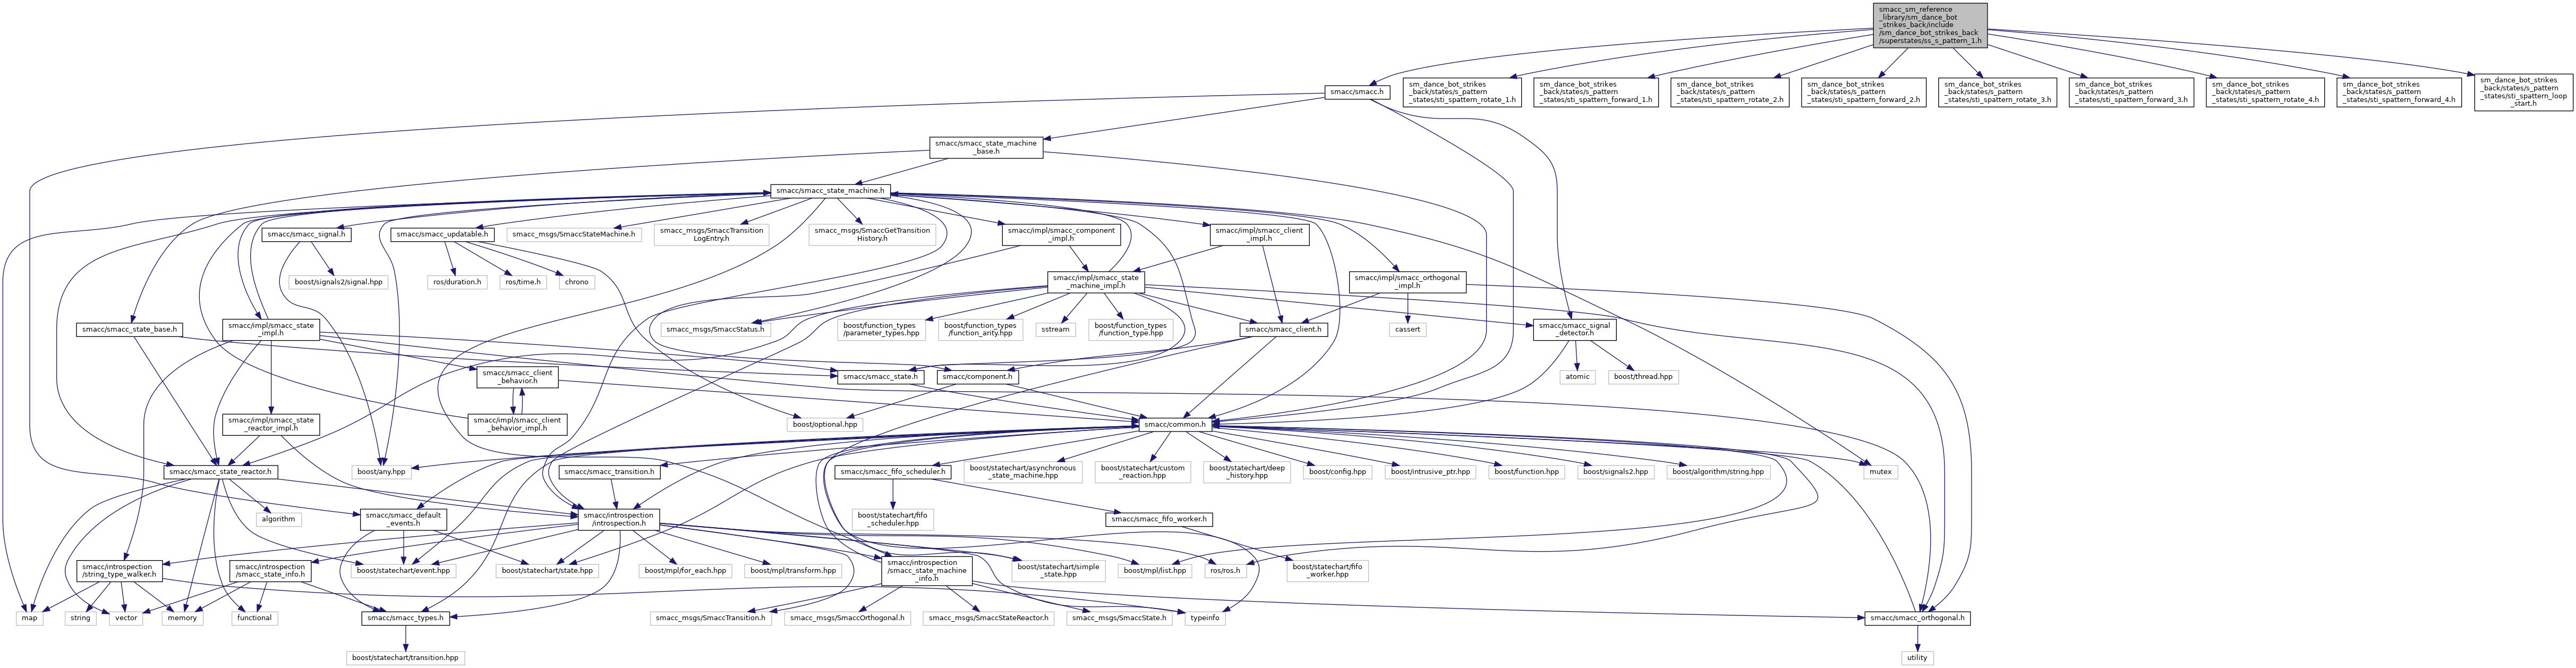 smacc_sm_reference
_library/sm_dance_bot
_strikes_back/include
/sm_dance_bot_strikes_back
/superstates/ss_s_pattern_1.h
smacc/smacc.h
sm_dance_bot_strikes
_back/states/s_pattern
_states/sti_spattern_rotate_1.h
sm_dance_bot_strikes
_back/states/s_pattern
_states/sti_spattern_forward_1.h
sm_dance_bot_strikes
_back/states/s_pattern
_states/sti_spattern_rotate_2.h
sm_dance_bot_strikes
_back/states/s_pattern
_states/sti_spattern_forward_2.h
sm_dance_bot_strikes
_back/states/s_pattern
_states/sti_spattern_rotate_3.h
sm_dance_bot_strikes
_back/states/s_pattern
_states/sti_spattern_forward_3.h
sm_dance_bot_strikes
_back/states/s_pattern
_states/sti_spattern_rotate_4.h
sm_dance_bot_strikes
_back/states/s_pattern
_states/sti_spattern_forward_4.h
sm_dance_bot_strikes
_back/states/s_pattern
_states/sti_spattern_loop
_start.h
smacc/smacc_state_machine
_base.h
smacc/smacc_state_machine.h
smacc/smacc_signal.h
smacc/smacc_updatable.h
smacc_msgs/SmaccStateMachine.h
smacc_msgs/SmaccTransition
LogEntry.h
smacc_msgs/SmaccGetTransition
History.h
smacc/impl/smacc_component
_impl.h
smacc/impl/smacc_client
_impl.h
boost/signals2/signal.hpp
ros/duration.h
ros/time.h
chrono
smacc/impl/smacc_state
_machine_impl.h
smacc/impl/smacc_orthogonal
_impl.h
smacc/smacc_state_base.h
smacc/impl/smacc_state
_impl.h
smacc_msgs/SmaccStatus.h
boost/function_types
/parameter_types.hpp
boost/function_types
/function_arity.hpp
sstream
boost/function_types
/function_type.hpp
smacc/smacc_client.h
cassert
smacc/smacc_signal
_detector.h
smacc/smacc_client
_behavior.h
smacc/smacc_state.h
smacc/component.h
atomic
boost/thread.hpp
smacc/impl/smacc_state
_reactor_impl.h
smacc/impl/smacc_client
_behavior_impl.h
boost/optional.hpp
smacc/common.h
smacc/smacc_state_reactor.h
boost/any.hpp
smacc/smacc_transition.h
smacc/smacc_fifo_scheduler.h
boost/statechart/asynchronous
_state_machine.hpp
boost/statechart/custom
_reaction.hpp
boost/statechart/deep
_history.hpp
boost/config.hpp
boost/intrusive_ptr.hpp
boost/function.hpp
boost/signals2.hpp
boost/algorithm/string.hpp
mutex
algorithm
smacc/smacc_default
_events.h
smacc/introspection
/introspection.h
boost/statechart/fifo
_scheduler.hpp
smacc/smacc_fifo_worker.h
smacc/introspection
/string_type_walker.h
smacc/introspection
/smacc_state_info.h
boost/statechart/event.hpp
boost/statechart/state.hpp
boost/mpl/for_each.hpp
boost/mpl/transform.hpp
smacc/introspection
/smacc_state_machine
_info.h
boost/statechart/simple
_state.hpp
boost/mpl/list.hpp
ros/ros.h
boost/statechart/fifo
_worker.hpp
map
string
vector
memory
functional
smacc/smacc_types.h
smacc_msgs/SmaccTransition.h
smacc_msgs/SmaccOrthogonal.h
smacc_msgs/SmaccStateReactor.h
smacc_msgs/SmaccState.h
typeinfo
smacc/smacc_orthogonal.h
boost/statechart/transition.hpp
utility